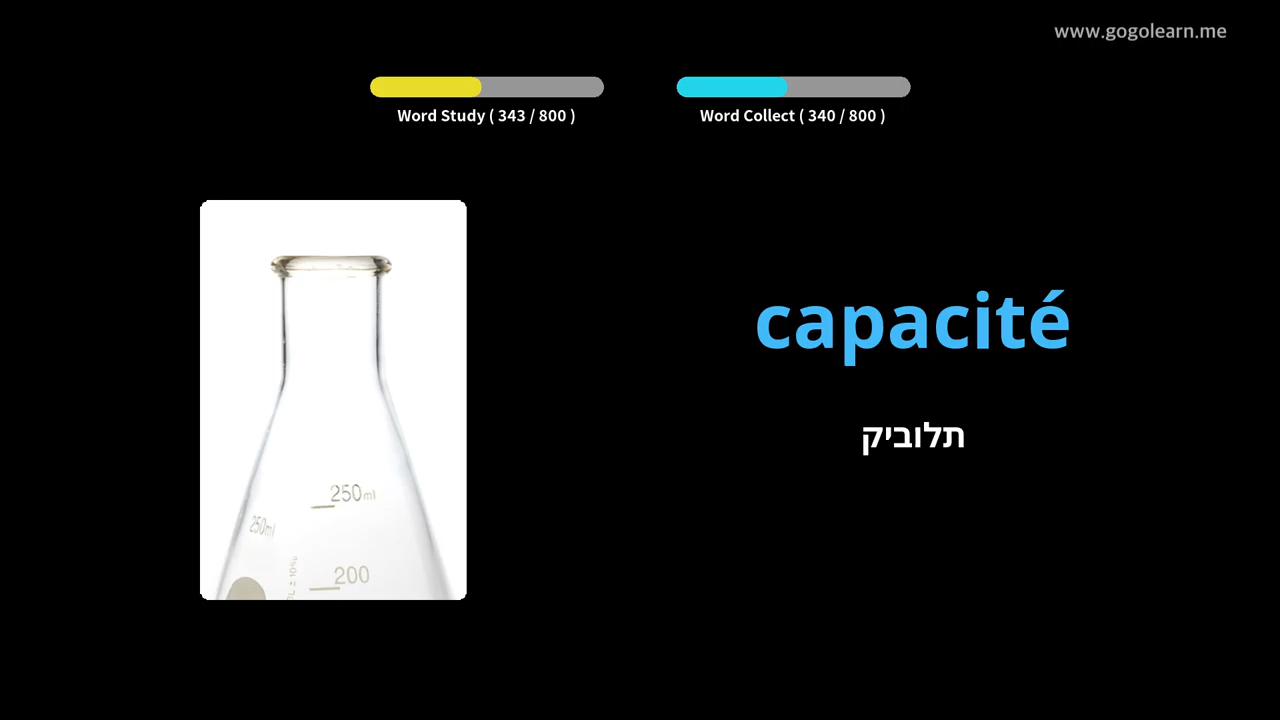 www.gogolearn.me
Word Study ( 343 / 800 )
Word Collect ( 340 / 800 )
capacité
תלוביק
250ml
250ml
200